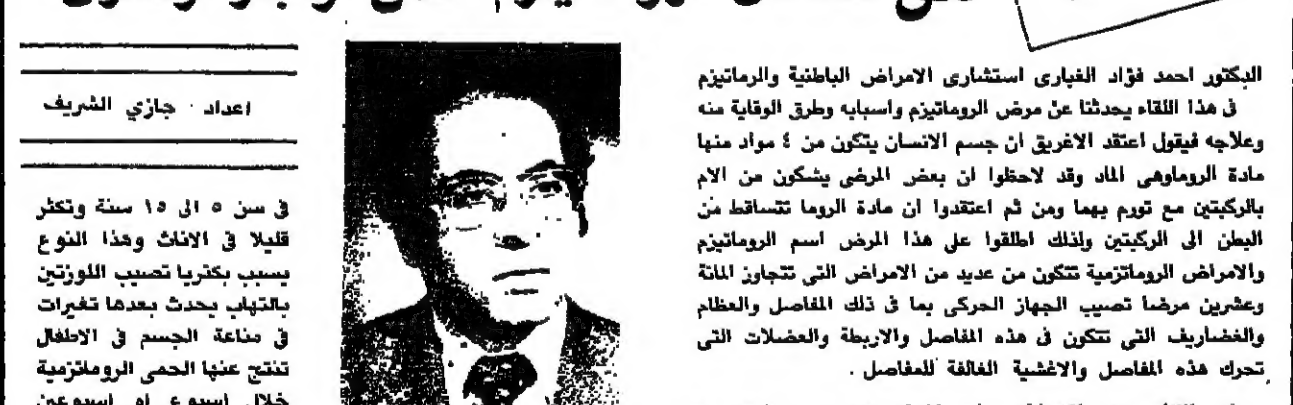 الدكتور احمد فؤاد الغبارى استشارى الامراض الباطنية والرماتيزم
فى هذا اللقاء يحدثنا عن مرض الروماتيزم واسبابه وطرق الوقاية منه
وعلاجه فيقول اعتقد الاغريق ان جسم الانسان يتكون من ٤ مواد منها
مادة الروماوهى الماد وقد لاحظوا ان بعض المرضى يشكون من الام
بالركبتين مع تورم بهما ومن ثم اعتقدوا ان مادة الروما تتساقط من
البطن الى الركبتين ولذلك اطلقوا على هذا المرض اسم الروماتيزم
والامراض الروماتزمية تتكون من عديد من الامراض التى تتجاوز المائة
وعشرين مرضا تصيب الجهاز الحركى بما فى ذلك المفاصل والعظام
والغضاريف التى تتكون فى هذه المفاصل والاربطة والعضلات التى
تحرك هذه المفاصل والاغشية الغالفة للمفاصل .
اعداد جازي الشريف
فى سن ٥ الى ١٥ سنة وتكثر
قليلا فى الاناث وهذا النوع
يسبب بكتريا تصيب اللوزتين
بالتهاب يحدث بعدها تغيرات
فى مناعة الجسم فى الاطفال
تنتج عنها الحمى الروماتزمية
خلال اسبوع او اسبوعين